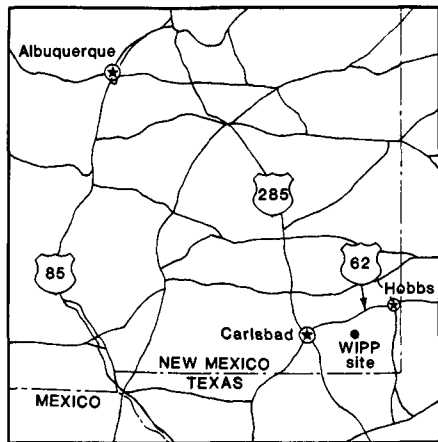 Albuquerque
285
85
62
Hobbs
Carlsbad
WIPP
site
NEW MEXICO
TEXAS
MEXICO